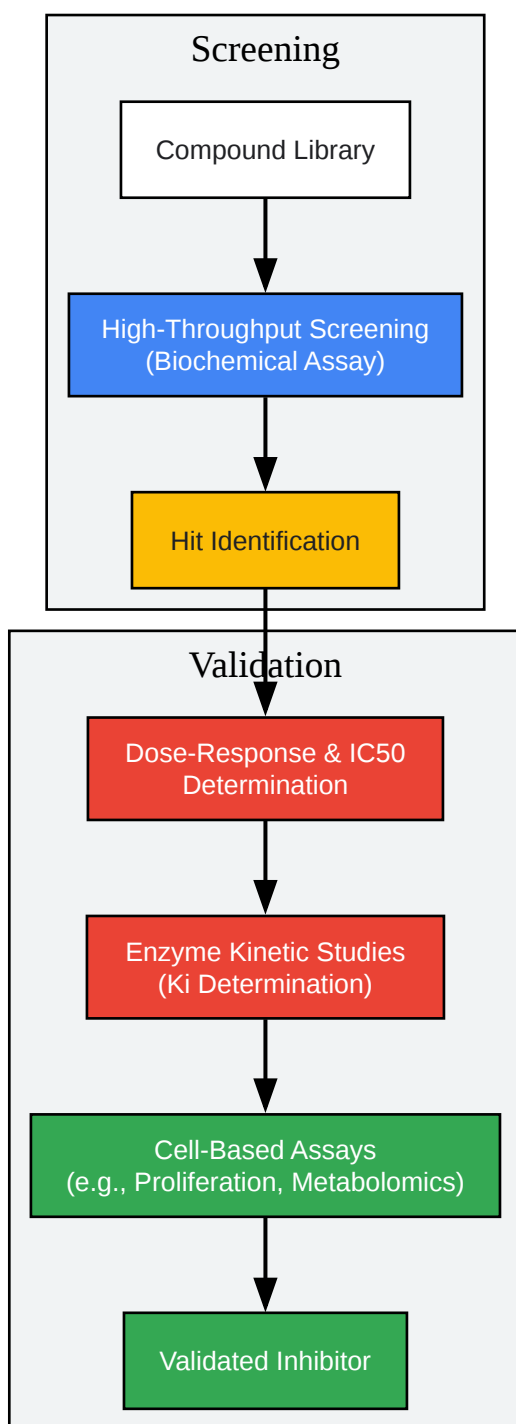 Screening
Compound Library
High-Throughput Screening
(Biochemical Assay)
Hit Identification
Validation
Dose-Response & IC50
Determination
Enzyme Kinetic Studies
(Ki Determination)
Cell-Based Assays
(e.g., Proliferation, Metabolomics)
Validated Inhibitor